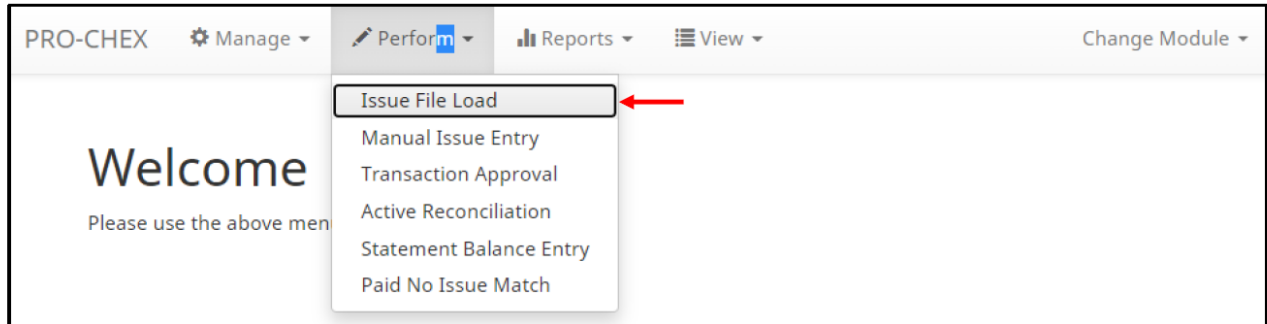 PRO-CHEX Manage Perform Reports View Change Module
Issue File Load
Manual Issue Entry
Transaction Approval
Active Reconciliation
Statement Balance Entry
Paid No Issue Match
Welcome
Please use the above men